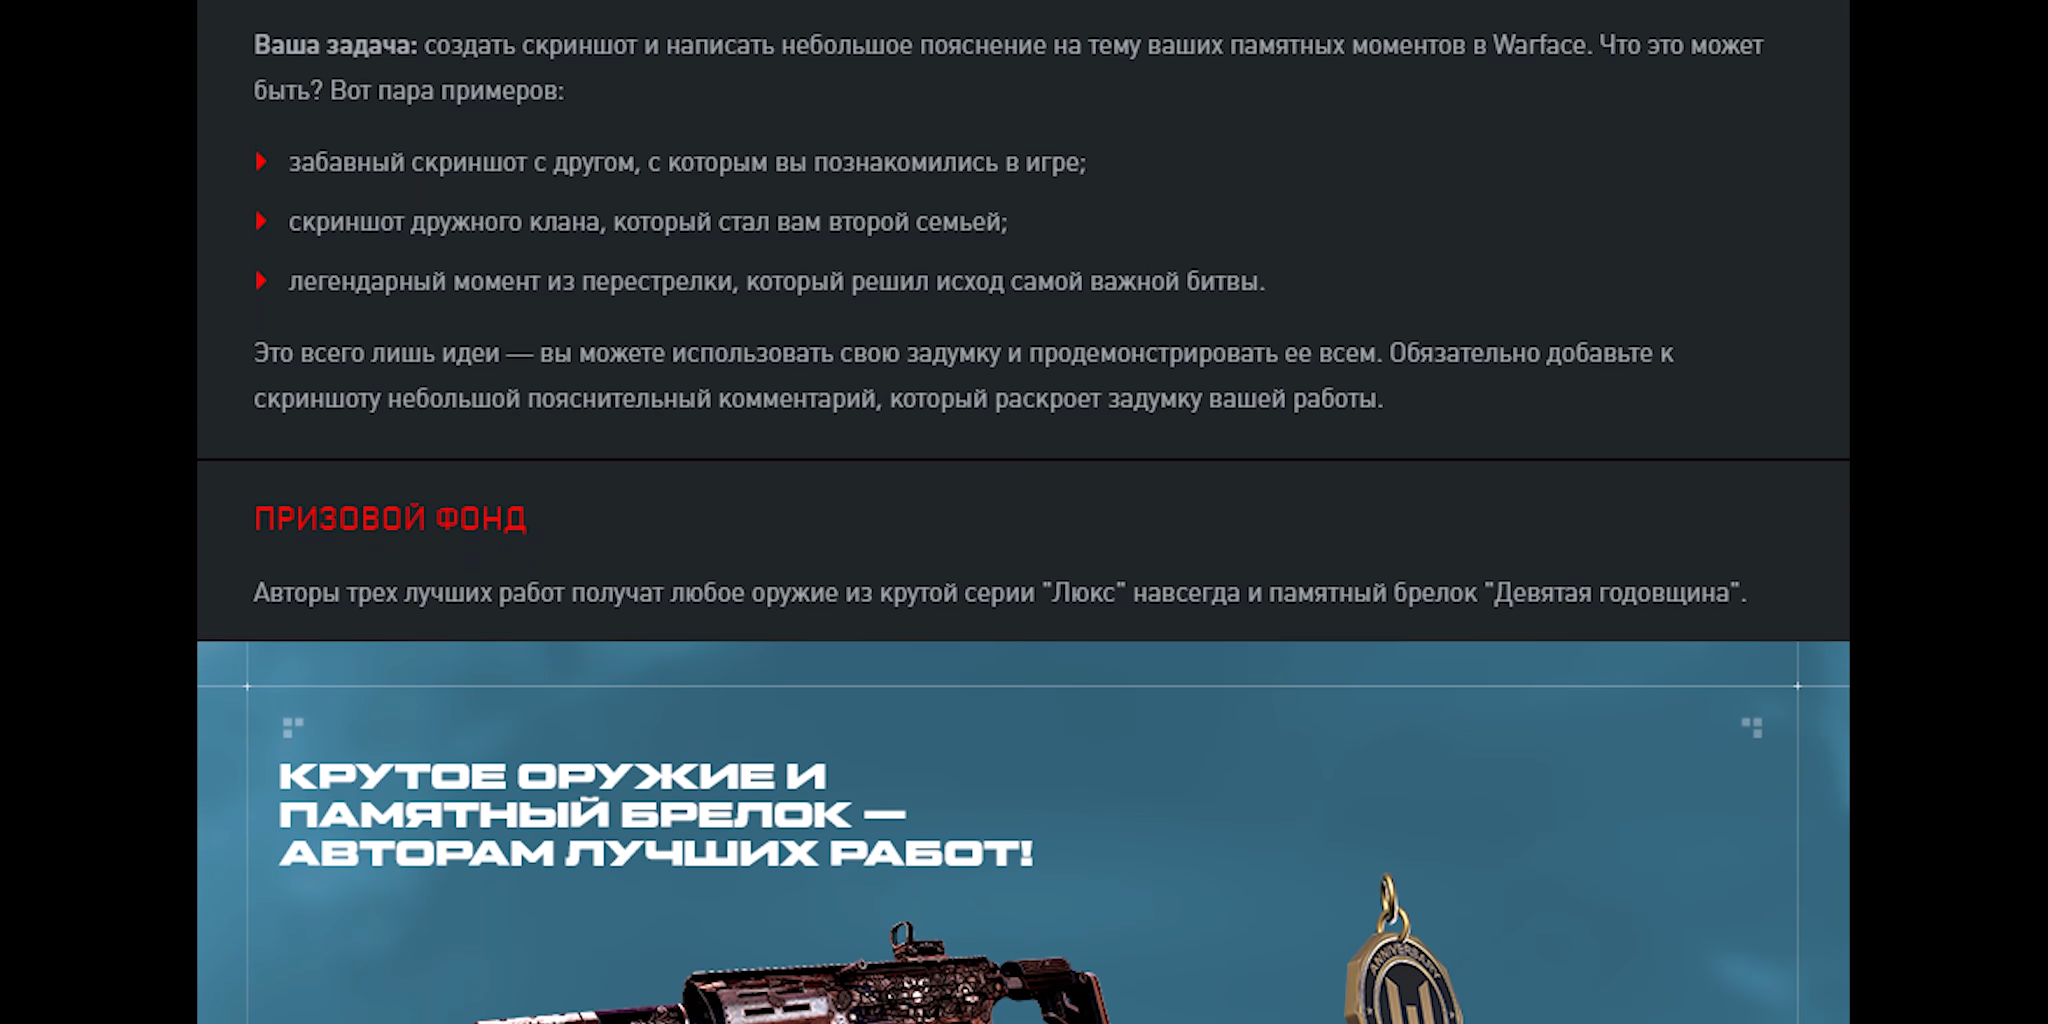 Ваша задача: создать скриншот и написать небольшое пояснение на тему ваших памятных моментов в Warface. Что это может
быть? Вот пара примеров:
забавный скриншот с другом, с которым вы познакомились в игре;
скриншот дружного клана, который стал вам второй семьей;
легендарный момент из перестрелки, который решил исход самой важной битвы.
Это всего лишь идеи — вы можете использовать свою задумку и продемонстрировать ее всем. Обязательно добавьте к
скриншоту небольшой пояснительный комментарий, который раскроет задумку вашей работы.
ПРИЗОВОЙ ФОНД
Авторы трех лучших работ получат любое оружие из крутой серии "Люкс" навсегда и памятный брелок "Девятая годовщина".
КРУТОЕ ОРУЖИЕ И
ПАМЯТНЫЙ БРЕЛОК —
АВТОРАМ ЛУЧШИХ РАБОТ!
ANNIVERSARY